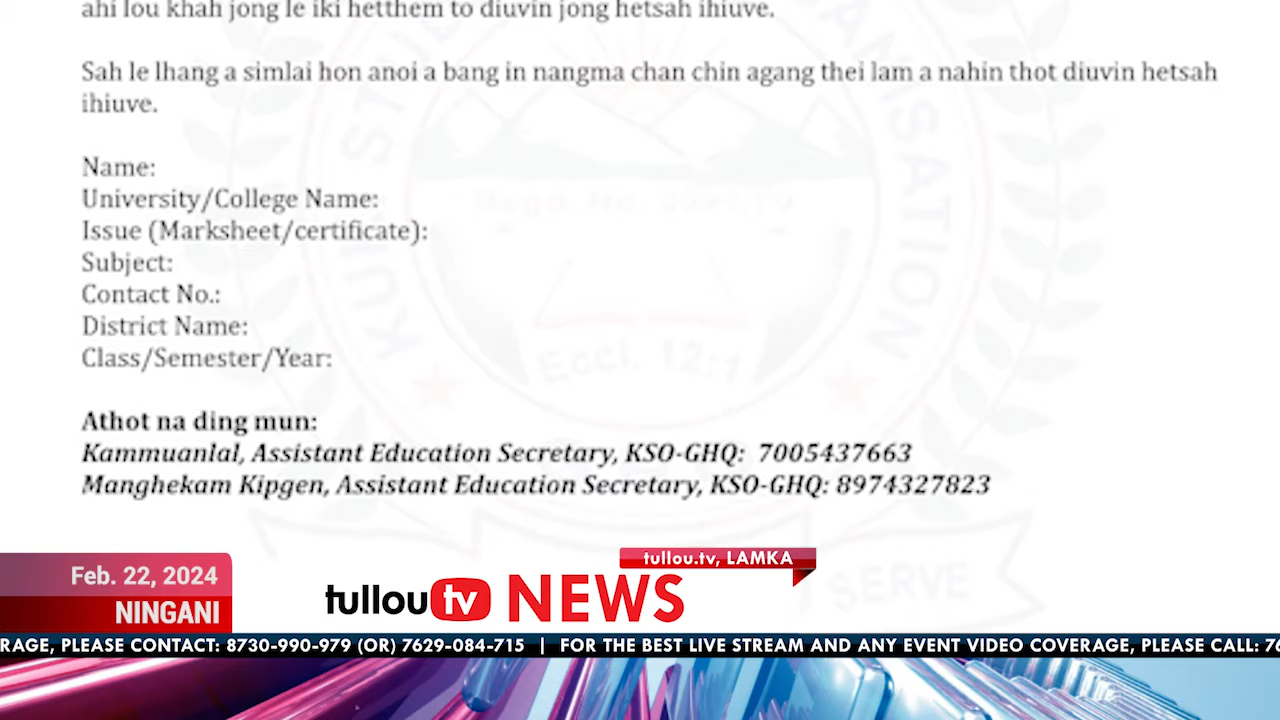 ahi lou khah jong le iki hetthem to diuvin jong hetsah ihiuve.
Sah le lhang a simlai hon anoi a bang in nangma chan chin agang thei lam a nahin thot diuvin hetsah
ihiuve.
Name:
University/College Name:
Issue (Marksheet/certificate):
Subject:
Contact No.:
District Name:
Class/Semester/Year:
Athot na ding mun:
Kammuanlal, Assistant Education Secretary, KSO-GHQ: 7005437663
Manghekam Kipgen, Assistant Education Secretary, KSO-GHQ: 8974327823
Eccl. 12:1
SERVE
tullou.tv, LAMKA
Feb. 22, 2024
NINGANI
tullou tv NEWS
RAGE, PLEASE CONTACT: 8730-990-979 (OR) 7629-084-715 | FOR THE BEST LIVE STREAM AND ANY EVENT VIDEO COVERAGE, PLEASE CALL: 76